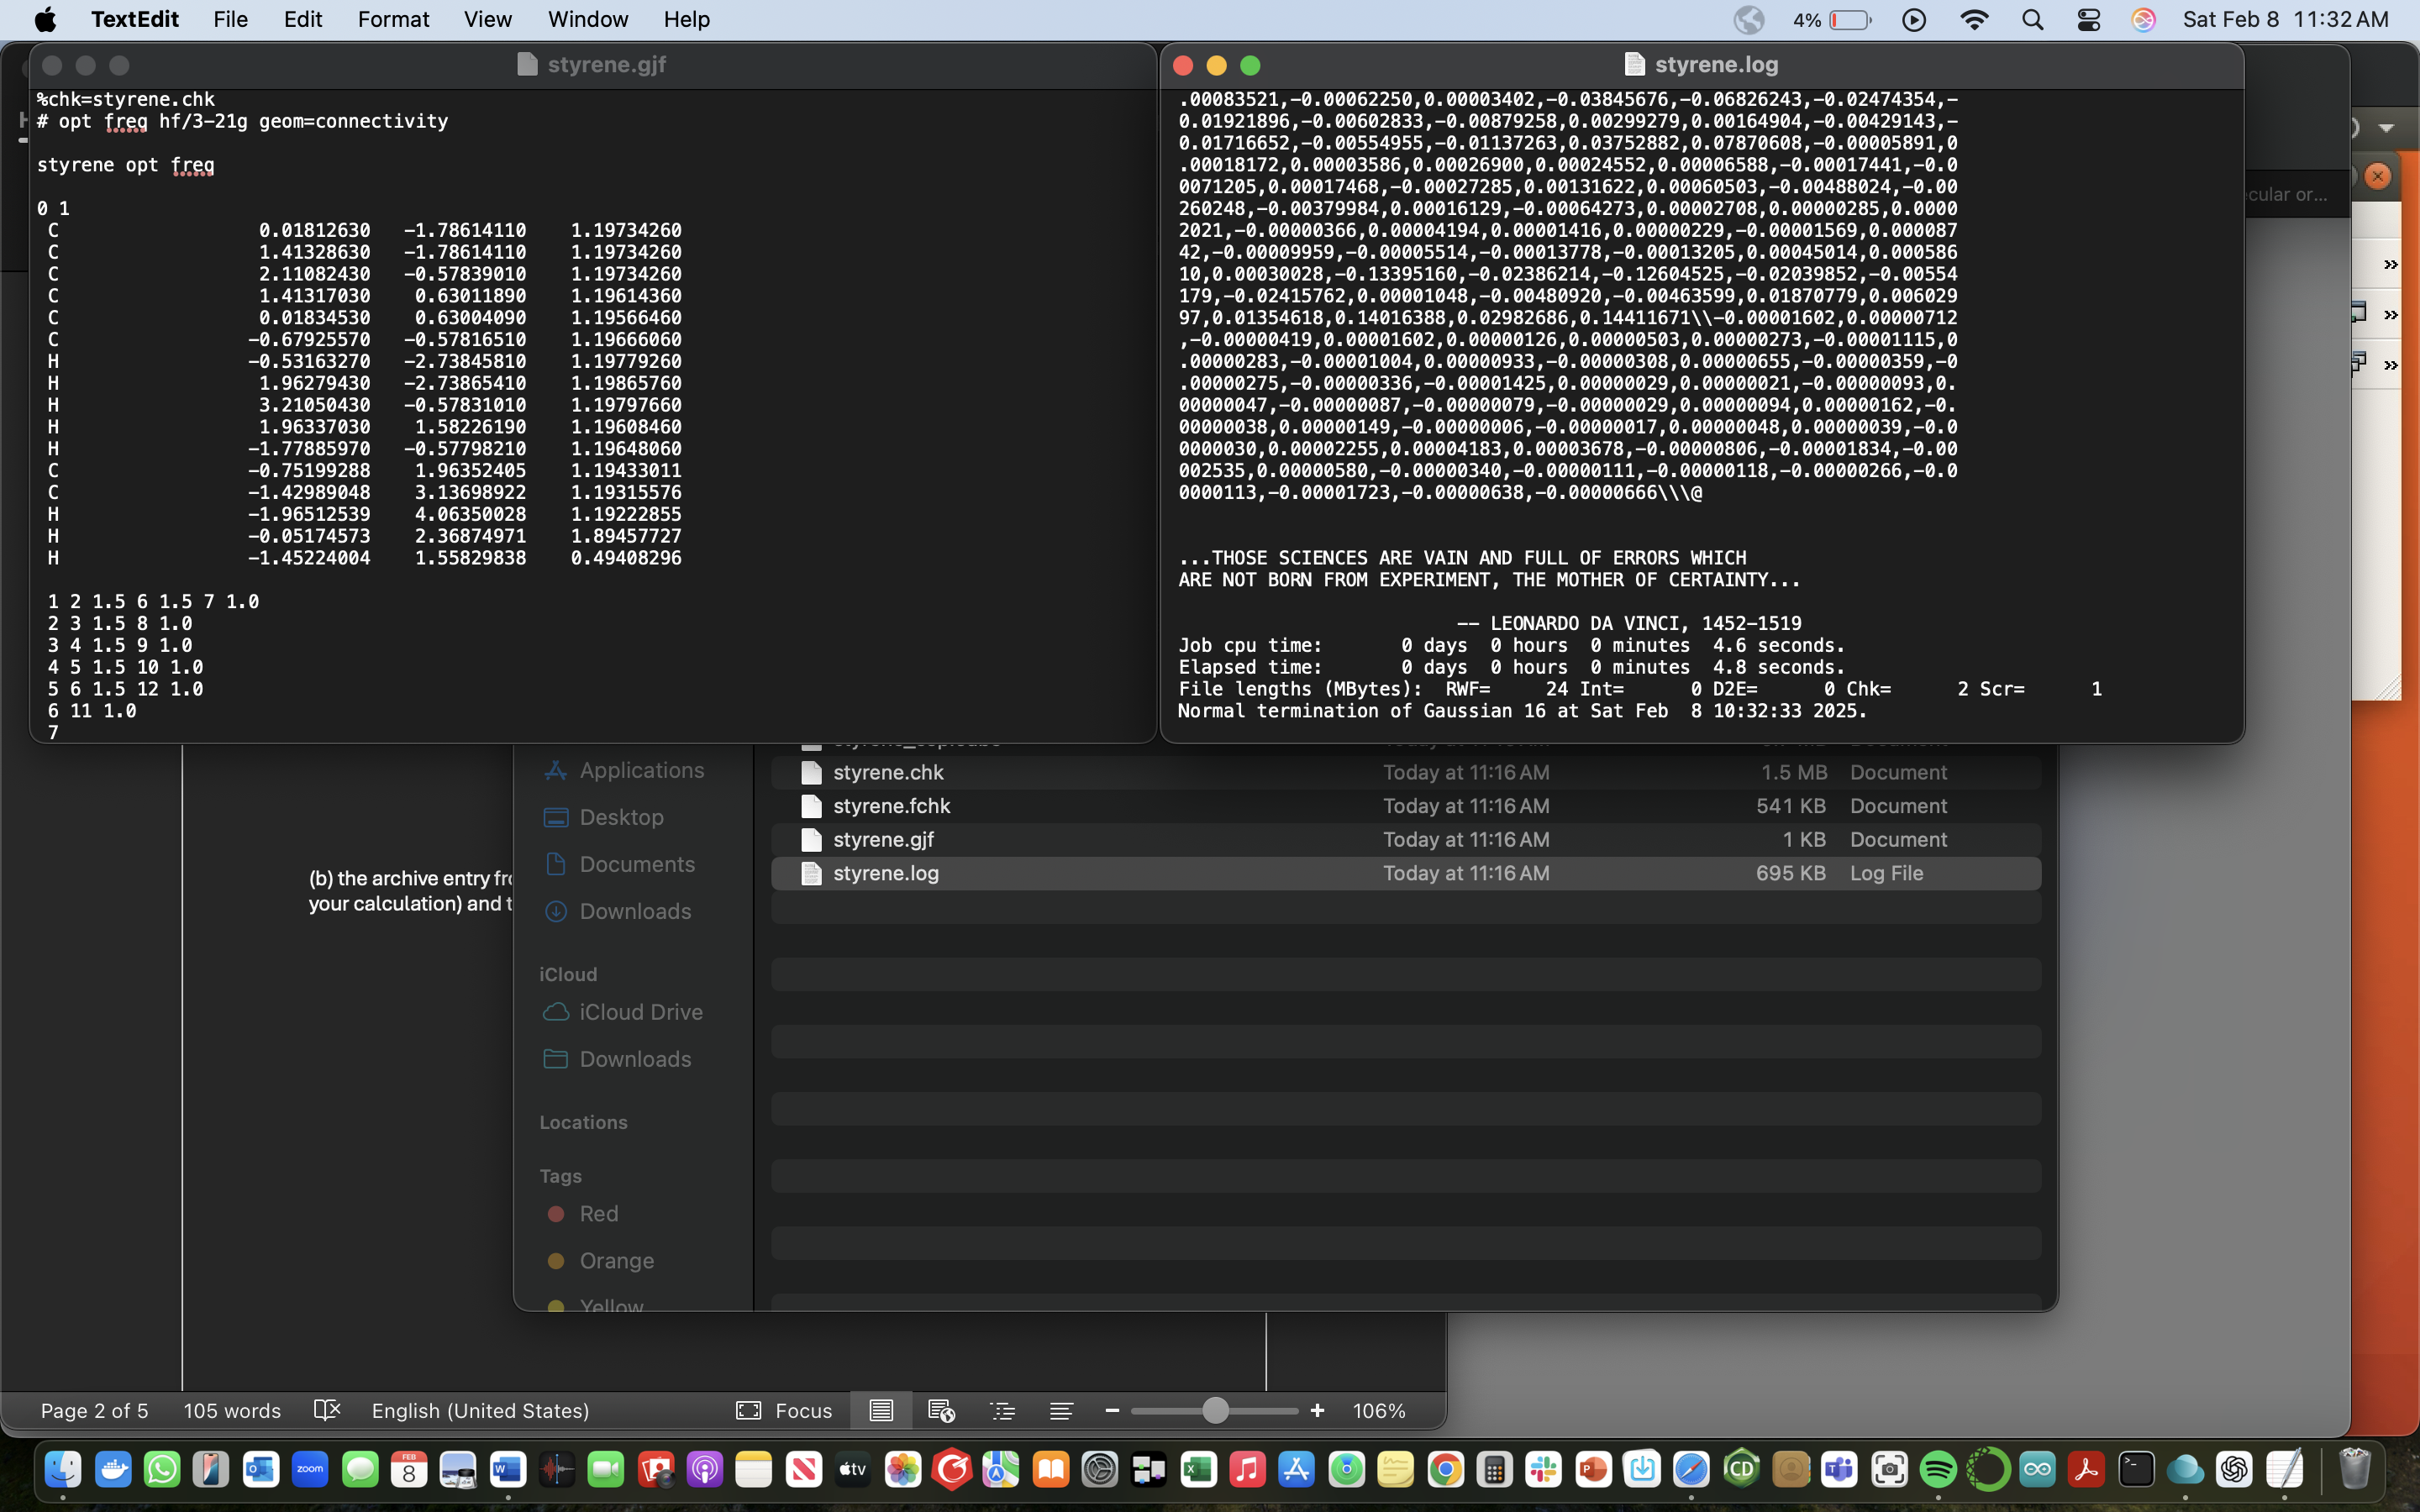 TextEdit File Edit Format View Window Help 4% Sat Feb 8 11:32 AM
styrene.gjf
%chk=styrene.chk
# opt freq hf/3-21g geom=connectivity
styrene opt freq
0 1
C 0.01812630 -1.78614110 1.19734260
C 1.41328630 -1.78614110 1.19734260
C 2.11082430 -0.57839010 1.19734260
C 1.41317030 0.63011890 1.19614360
C 0.01834530 0.63004090 1.19566460
C -0.67925570 -0.57816510 1.19666060
H -0.53163270 -2.73845810 1.19779260
H 1.96279430 -2.73865410 1.19865760
H 3.21050430 -0.57831010 1.19797660
H 1.96337030 1.58226190 1.19608460
H -1.77885970 -0.57798210 1.19648060
C -0.75199288 1.96352405 1.19433011
C -1.42989048 3.13698922 1.19315576
H -1.96512539 4.06350028 1.19222855
H -0.05174573 2.36874971 1.89457727
H -1.45224004 1.55829838 0.49408296
1 2 1.5 6 1.5 7 1.0
2 3 1.5 8 1.0
3 4 1.5 9 1.0
4 5 1.5 10 1.0
5 6 1.5 12 1.0
6 11 1.0
7
styrene.log
.00083521,-0.00062250,0.00003402,-0.03845676,-0.06826243,-0.02474354,-
0.01921896,-0.00602833,-0.00879258,0.00299279,0.00164904,-0.00429143,-
0.01716652,-0.00554955,-0.01137263,0.03752882,0.07870608,-0.00005891,0
.00018172,0.00003586,0.00026900,0.00024552,0.00006588,-0.00017441,-0.0
0071205,0.00017468,-0.00027285,0.00131622,0.00060503,-0.00488024,-0.00
260248,-0.00379984,0.00016129,-0.00064273,0.00002708,0.00000285,0.0000
2021,-0.00000366,0.00004194,0.00001416,0.00000229,-0.00001569,0.000087
42,-0.00009959,-0.00005514,-0.00013778,-0.00013205,0.00045014,0.000586
10,0.00030028,-0.13395160,-0.02386214,-0.12604525,-0.02039852,-0.00554
179,-0.02415762,0.00001048,-0.00480920,-0.00463599,0.01870779,0.006029
97,0.01354618,0.14016388,0.02982686,0.14411671\\-0.00001602,0.00000712
,-0.00000419,0.00001602,0.00000126,0.00000503,0.00000273,-0.00001115,0
.00000283,-0.00001004,0.00000933,-0.00000308,0.00000655,-0.00000359,-0
.00000275,-0.00000336,-0.00001425,0.00000029,0.00000021,-0.00000093,0.
00000047,-0.00000087,-0.00000079,-0.00000029,0.00000094,0.00000162,-0.
00000038,0.00000149,-0.00000006,-0.00000017,0.00000048,0.00000039,-0.0
0000030,0.00002255,0.00004183,0.00003678,-0.00000806,-0.00001834,-0.00
002535,0.00000580,-0.00000340,-0.00000111,-0.00000118,-0.00000266,-0.0
0000113,-0.00001723,-0.00000638,-0.00000666\\\@
...THOSE SCIENCES ARE VAIN AND FULL OF ERRORS WHICH
ARE NOT BORN FROM EXPERIMENT, THE MOTHER OF CERTAINTY...
-- LEONARDO DA VINCI, 1452-1519
Job cpu time: 0 days 0 hours 0 minutes 4.6 seconds.
Elapsed time: 0 days 0 hours 0 minutes 4.8 seconds.
File lengths (MBytes): RWF= 24 Int= 0 D2E= 0 Chk= 2 Scr= 1
Normal termination of Gaussian 16 at Sat Feb 8 10:32:33 2025.
cular or...
(b) the archive entry fr
your calculation) and t
Applications
Desktop
Documents
Downloads
iCloud
iCloud Drive
Downloads
Locations
Tags
Red
Orange
Yellow
styrene.chk Today at 11:16 AM 1.5 MB Document
styrene.fchk Today at 11:16 AM 541 KB Document
styrene.gjf Today at 11:16 AM 1 KB Document
styrene.log Today at 11:16 AM 695 KB Log File
Page 2 of 5 105 words English (United States) Focus 106%
zoom
FEB
8
tv
CD